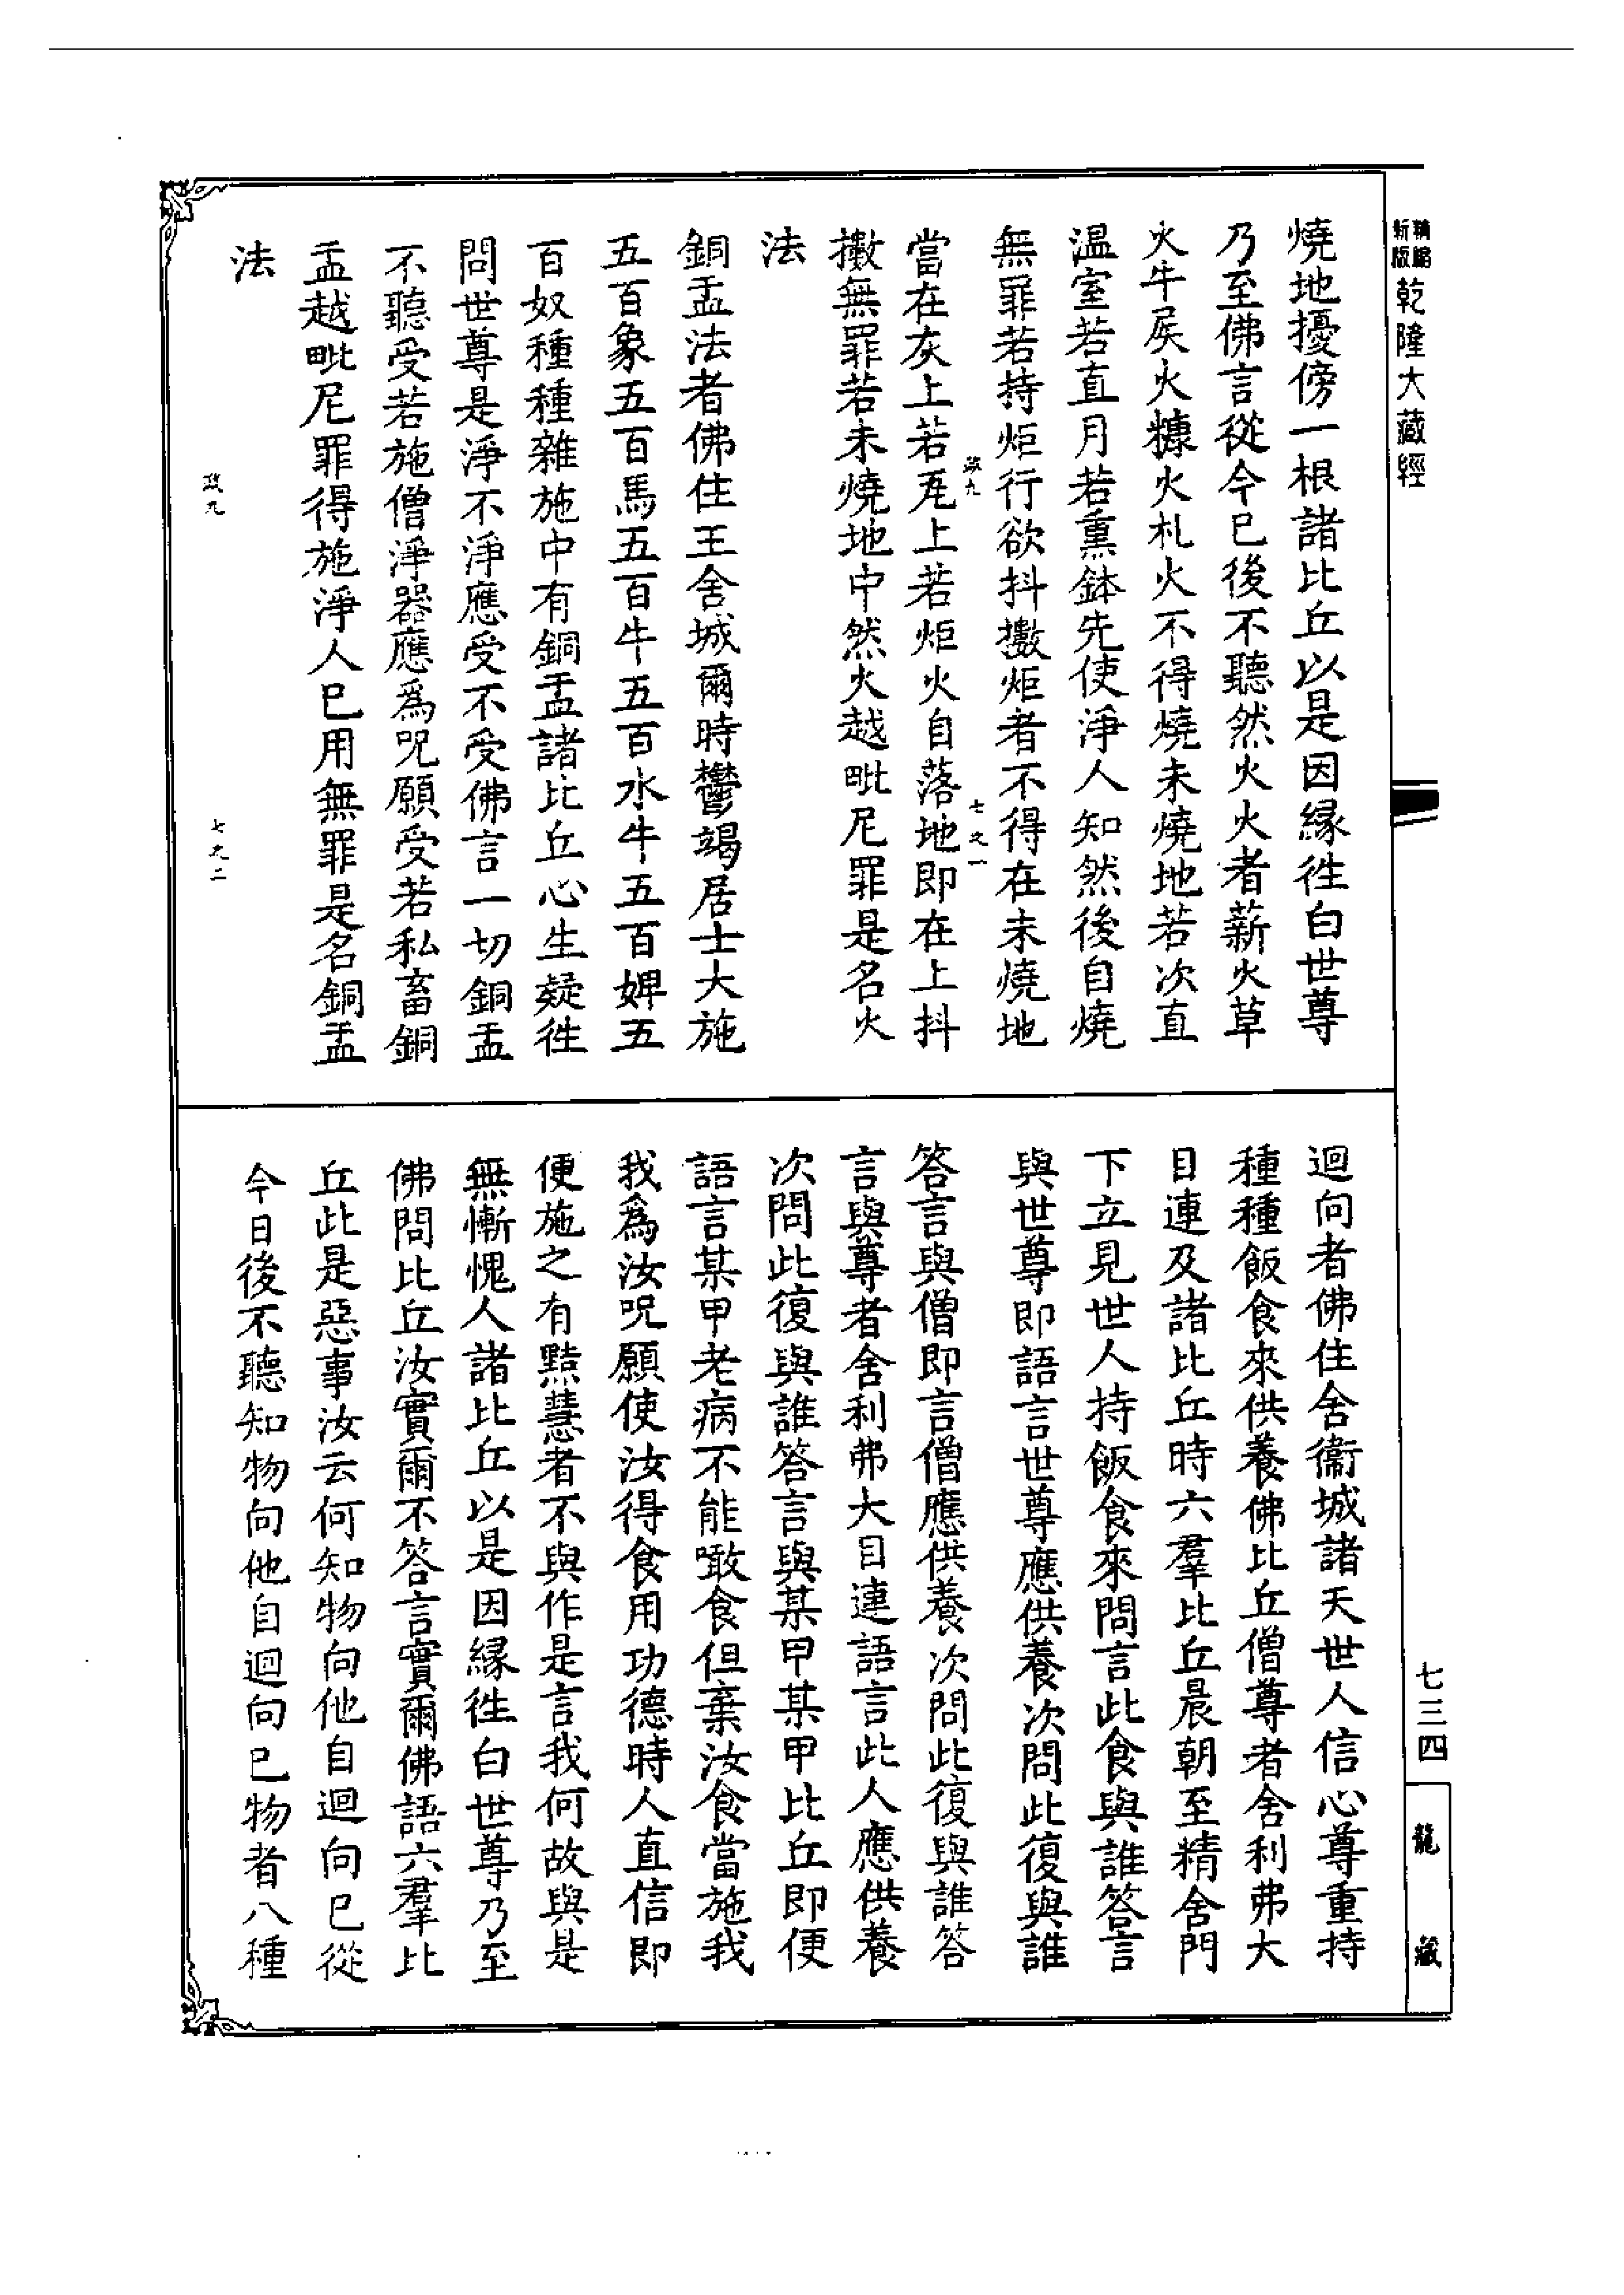 新版
乾隆大藏經
燒地擾傍一根諸比丘以是因緣往白世尊
乃至佛言從今已後不聽然火火者薪火草
火牛屎火糠火札火不得燒未燒地若次直
溫室若直月若熏鉢先使淨人知然後自燒
無罪若持炬行欲抖擻炬者不得在未燒地
當在灰上若瓦上若炬火自落地即在上抖
擻無罪若未燒地中然火越毗尼罪是名火
法
銅盂法者佛住王舍城爾時鬱竭居士大施
五百象五百馬五百牛五百水牛五百婢五
百奴種種雜施中有銅盂諸比丘心生疑往
問世尊是淨不淨應受不受佛言一切銅盂
不聽受若施僧淨器應為呪願受若私畜銅
盂越毗尼罪得施淨人已用無罪是名銅盂
法
迴向者佛住舍衞城諸天世人信心尊重持
種種飯食來供養佛比丘僧尊者舍利弗大
目連及諸比丘時六羣比丘晨朝至精舍門
下立見世人持飯食來問言此食與誰答言
與世尊即語言世尊應供養次問此復與誰
答言與僧即言僧應供養次問此復與誰答
言與尊者舍利弗大目連語言此人應供養
次問此復與誰答言與某甲某甲比丘即便
語言某甲老病不能噉食但棄汝食當施我
我為汝呪願使汝得食用功德時人直信即
便施之有黠慧者不與作是言我何故與是
無慚愧人諸比丘以是因緣往白世尊乃至
佛問比丘汝實爾不答言實爾佛語六羣比
丘此是惡事汝云何知物向他自迴向已從
今日後不聽知物向他自迴向已物者八種
七三四
龍藏